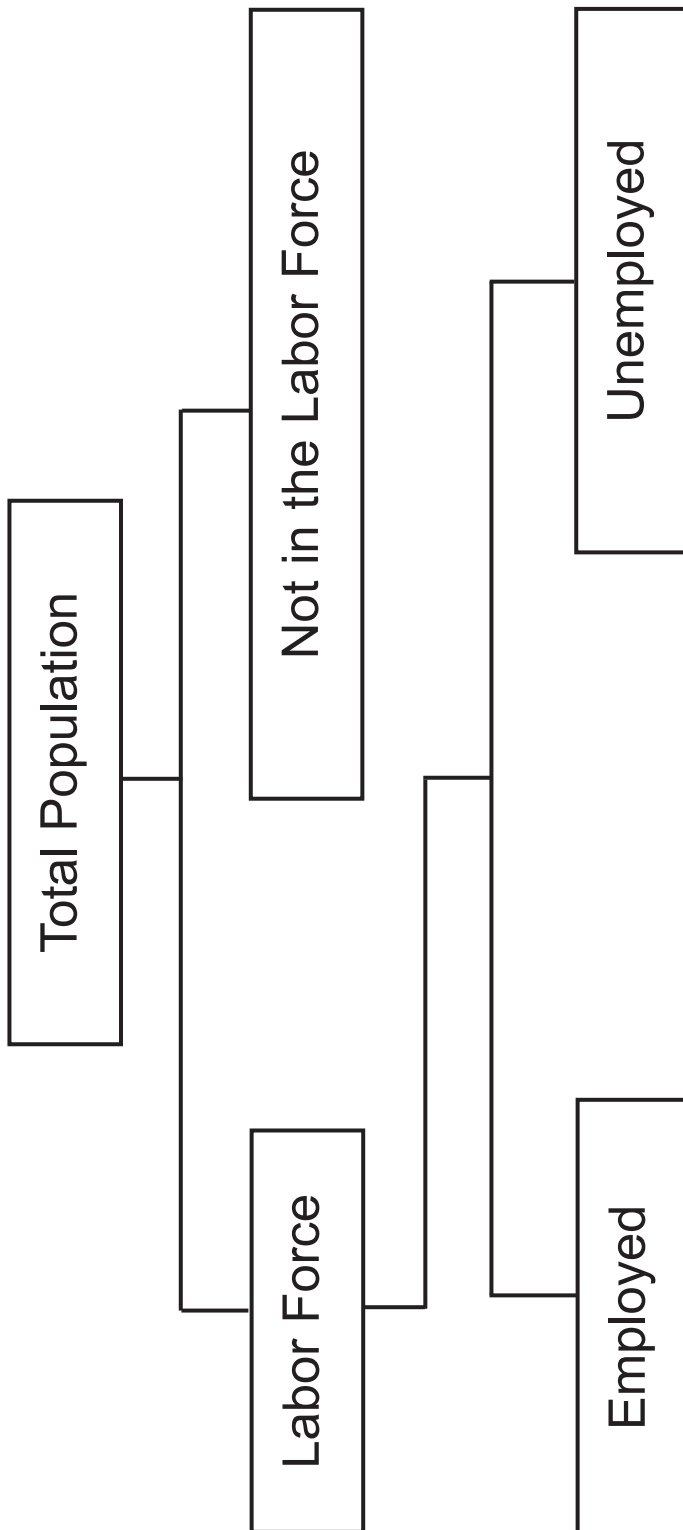 Total Population
Labor Force
Not in the Labor Force
Employed
Unemployed